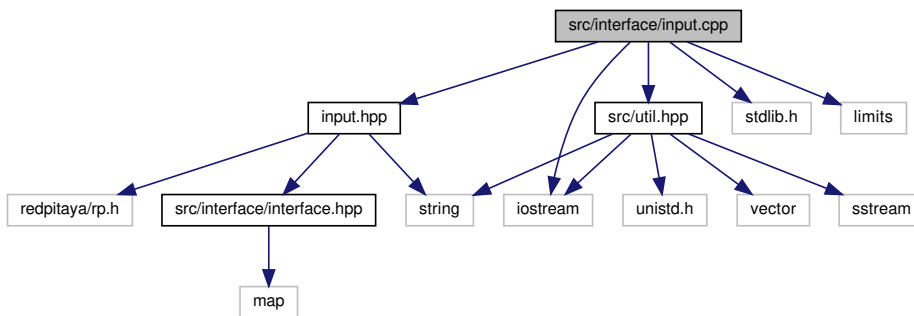 src/interface/input.cpp
input.hpp
src/util.hpp
stdlib.h
limits
redpitaya/rp.h
src/interface/interface.hpp
string
iostream
unistd.h
vector
sstream
map